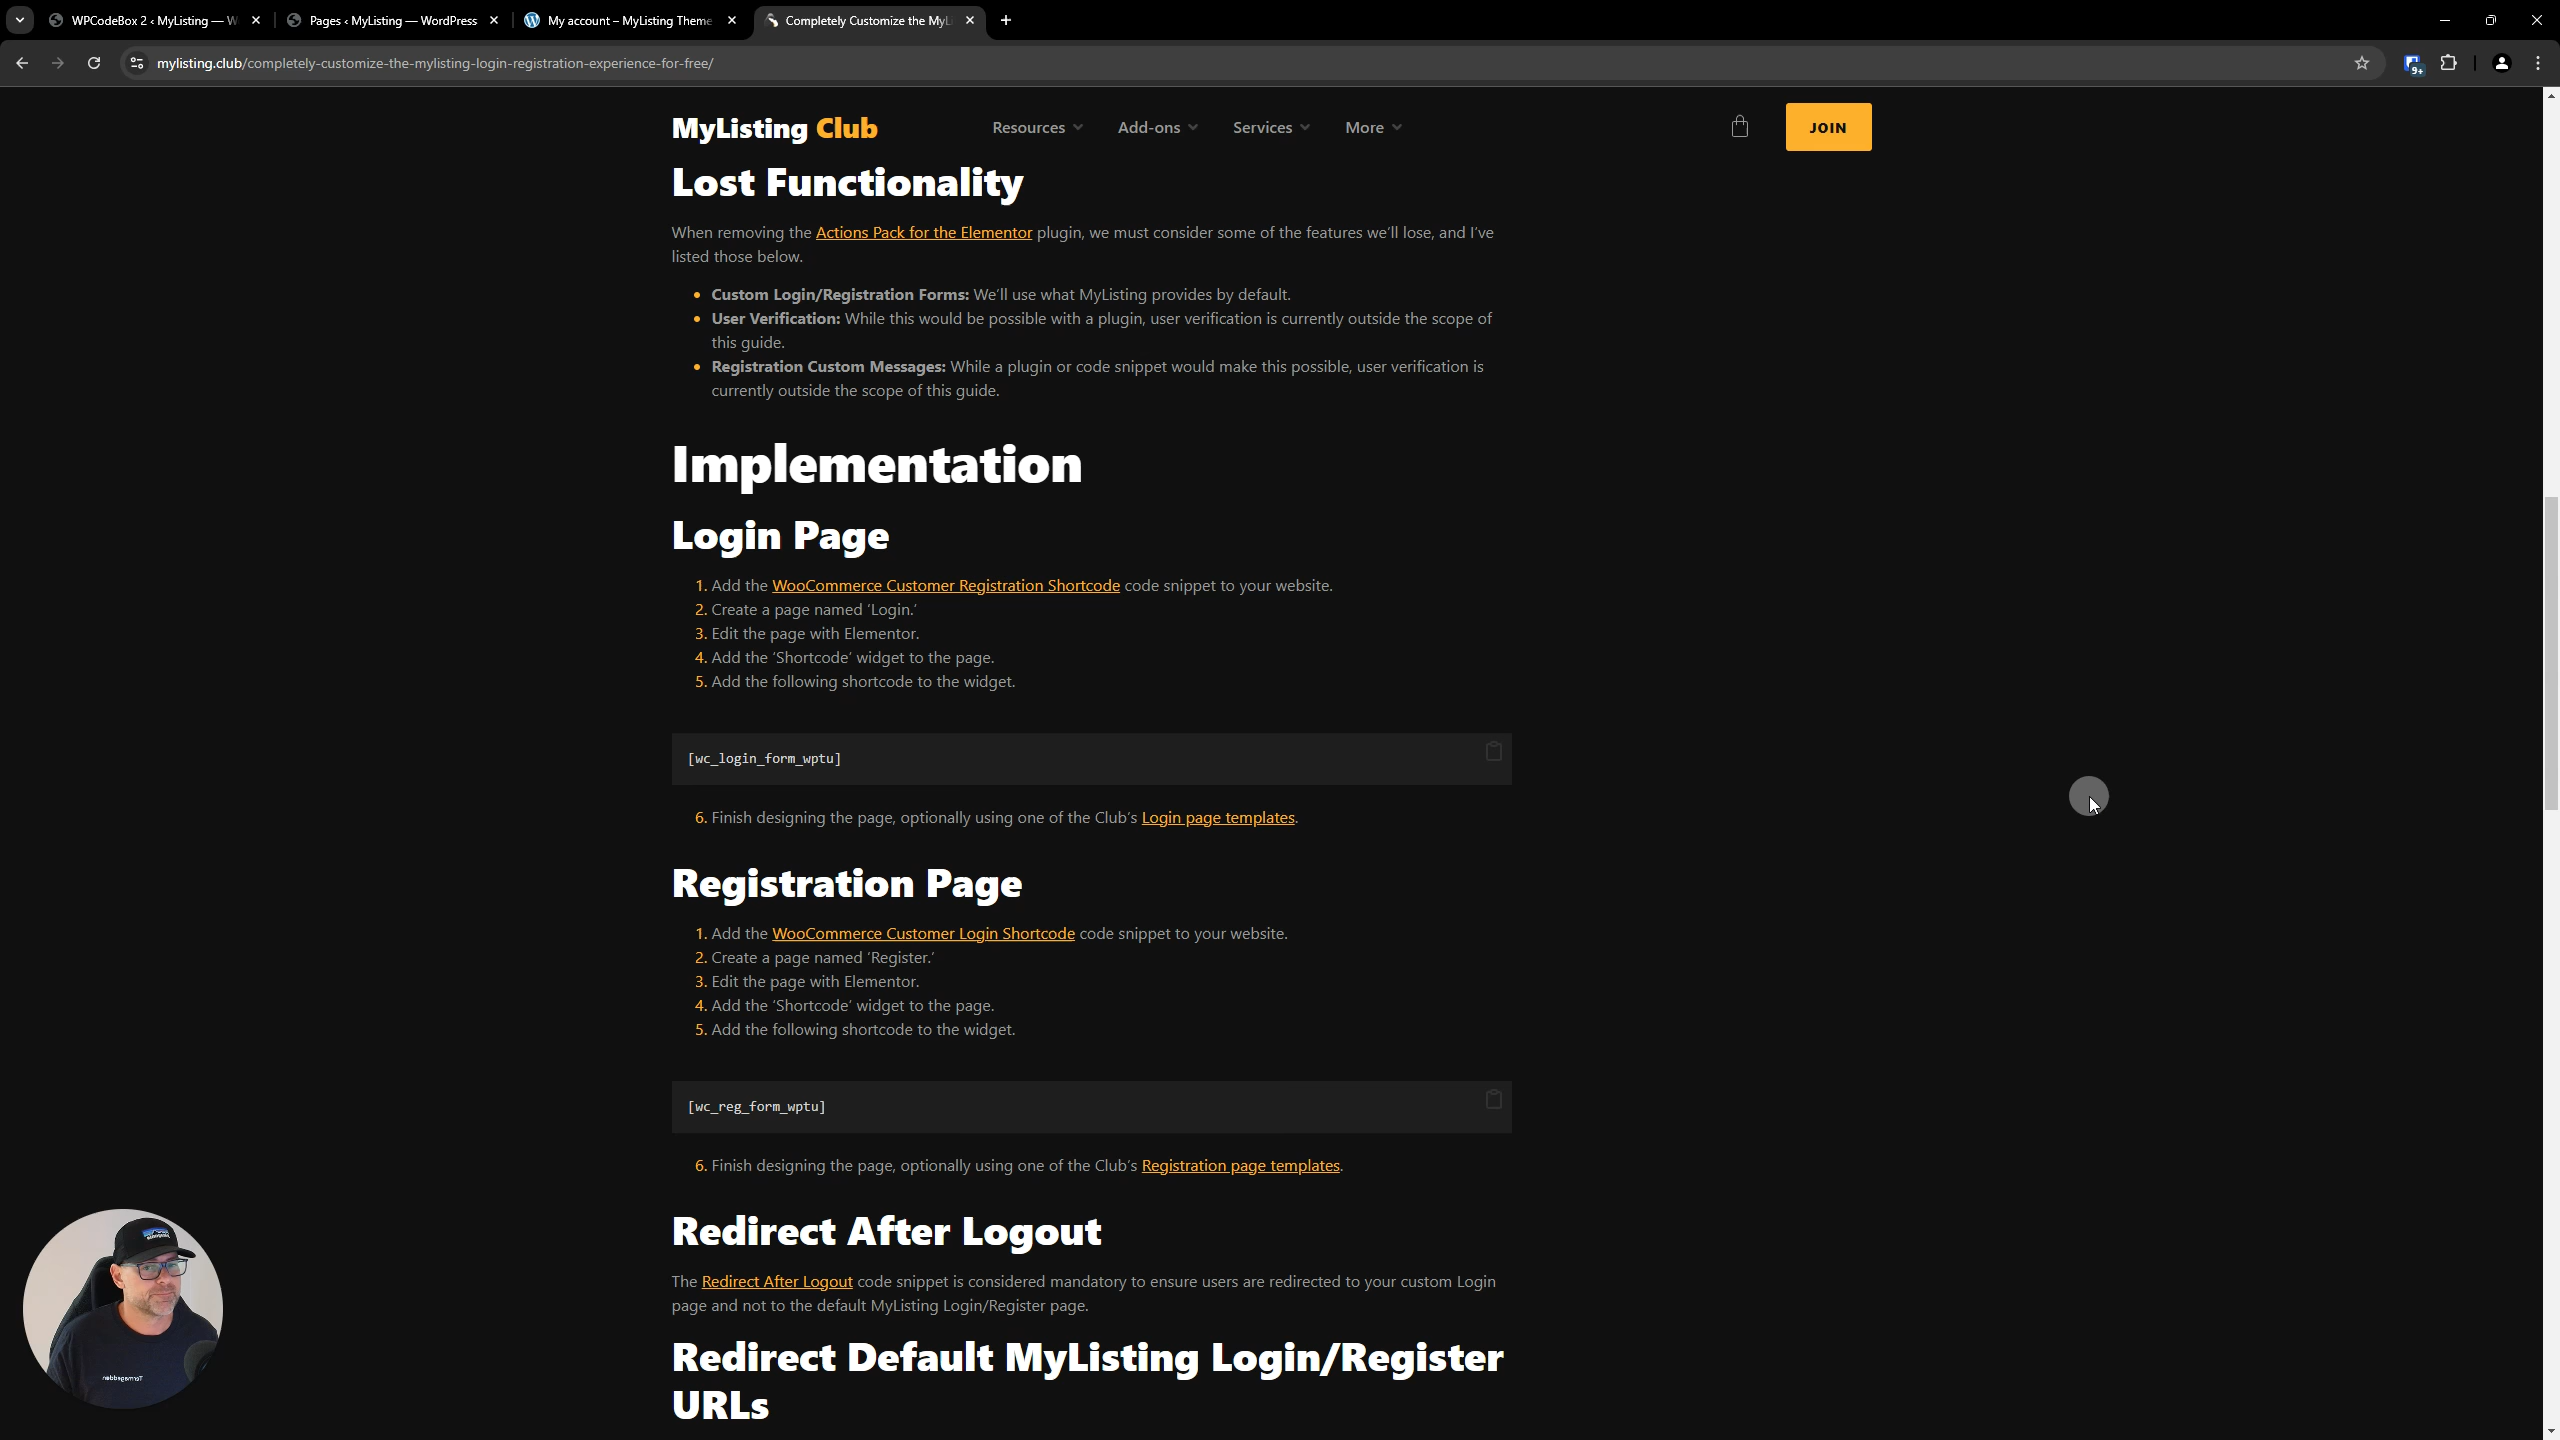 WPCodeBox 2 ‹ MyListing — W
Pages ‹ MyListing — WordPress
My account – MyListing Theme
Completely Customize the MyLi
mylisting.club/completely-customize-the-mylisting-login-registration-experience-for-free/
9+
MyListing Club
Resources
Add-ons
Services
More
JOIN
Lost Functionality
When removing the Actions Pack for the Elementor plugin, we must consider some of the features we'll lose, and I've
listed those below.
• Custom Login/Registration Forms: We'll use what MyListing provides by default.
• User Verification: While this would be possible with a plugin, user verification is currently outside the scope of
this guide.
• Registration Custom Messages: While a plugin or code snippet would make this possible, user verification is
currently outside the scope of this guide.
Implementation
Login Page
1. Add the WooCommerce Customer Registration Shortcode code snippet to your website.
2. Create a page named 'Login.'
3. Edit the page with Elementor.
4. Add the 'Shortcode' widget to the page.
5. Add the following shortcode to the widget.
[wc_login_form_wptu]
6. Finish designing the page, optionally using one of the Club's Login page templates.
Registration Page
1. Add the WooCommerce Customer Login Shortcode code snippet to your website.
2. Create a page named 'Register.'
3. Edit the page with Elementor.
4. Add the 'Shortcode' widget to the page.
5. Add the following shortcode to the widget.
[wc_reg_form_wptu]
6. Finish designing the page, optionally using one of the Club's Registration page templates.
Redirect After Logout
The Redirect After Logout code snippet is considered mandatory to ensure users are redirected to your custom Login
page and not to the default MyListing Login/Register page.
Redirect Default MyListing Login/Register
URLs